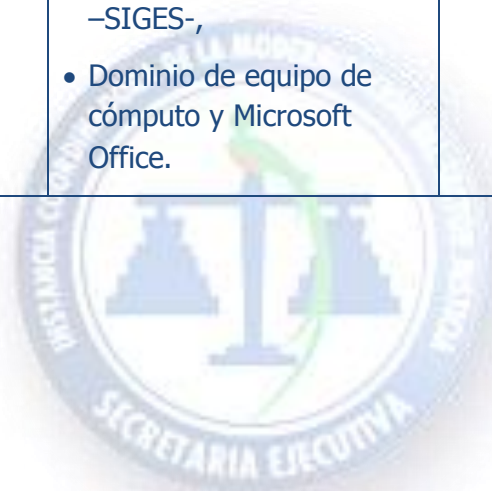 –SIGES-,
• Dominio de equipo de
cómputo y Microsoft
Office.
SECRETARIA EJECUTIVA